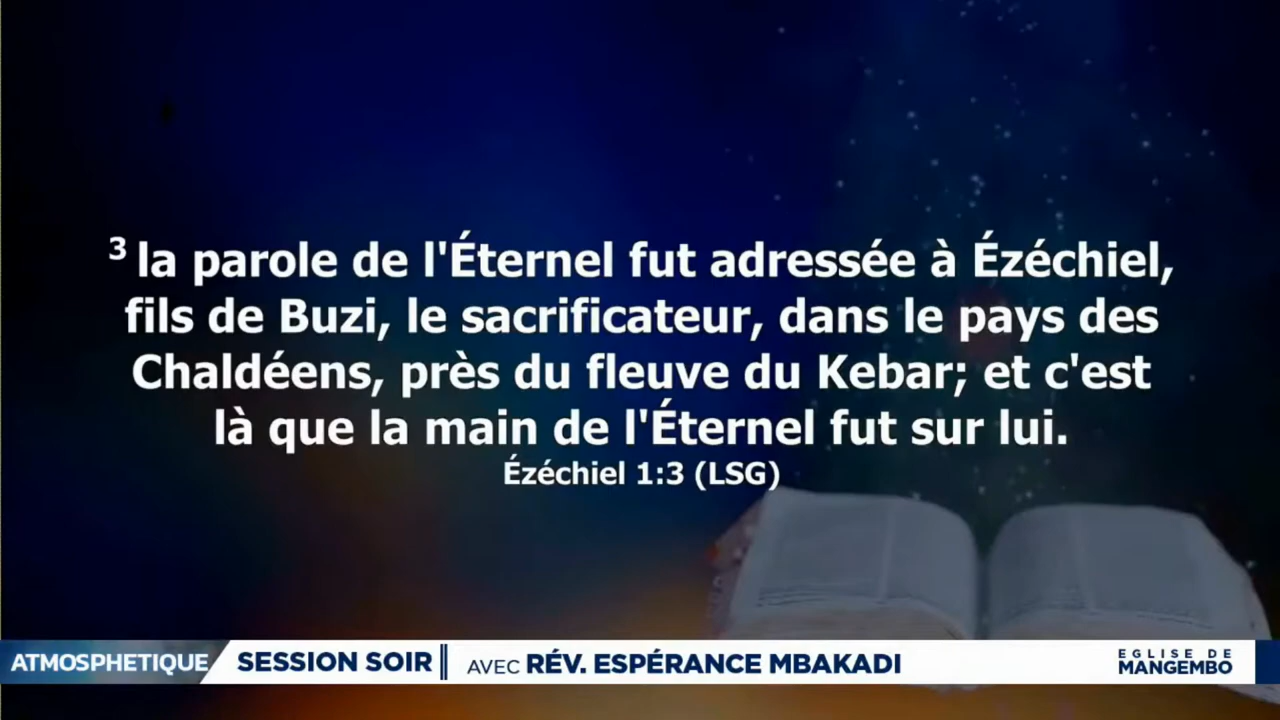 3 la parole de l'Éternel fut adressée à Ézéchiel,
fils de Buzi, le sacrificateur, dans le pays des
Chaldéens, près du fleuve du Kebar; et c'est
là que la main de l'Éternel fut sur lui.
Ézéchiel 1:3 (LSG)
ATMOSPHETIQUE SESSION SOIR AVEC RÉV. ESPÉRANCE MBAKADI
EGLISE DE
MANGEMBO